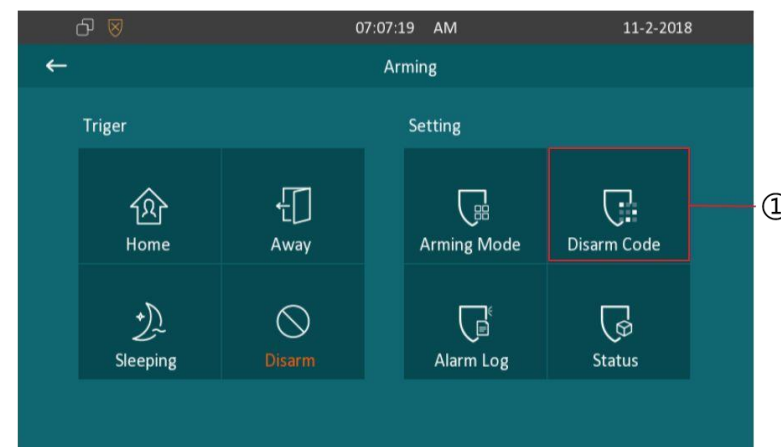 07:07:19 AM 11-2-2018
Arming
Triger Setting
Home Away Arming Mode Disarm Code ①
Sleeping Disarm Alarm Log Status